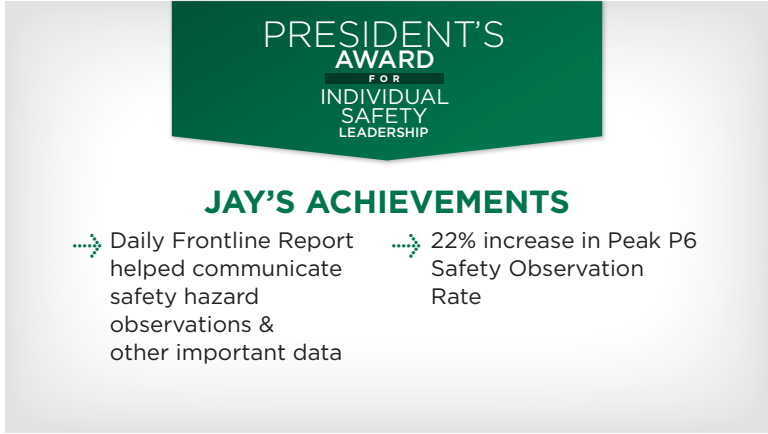 PRESIDENT'S
AWARD
FOR
INDIVIDUAL
SAFETY
LEADERSHIP
JAY'S ACHIEVEMENTS
Daily Frontline Report
helped communicate
safety hazard
observations &
other important data
22% increase in Peak P6
Safety Observation
Rate